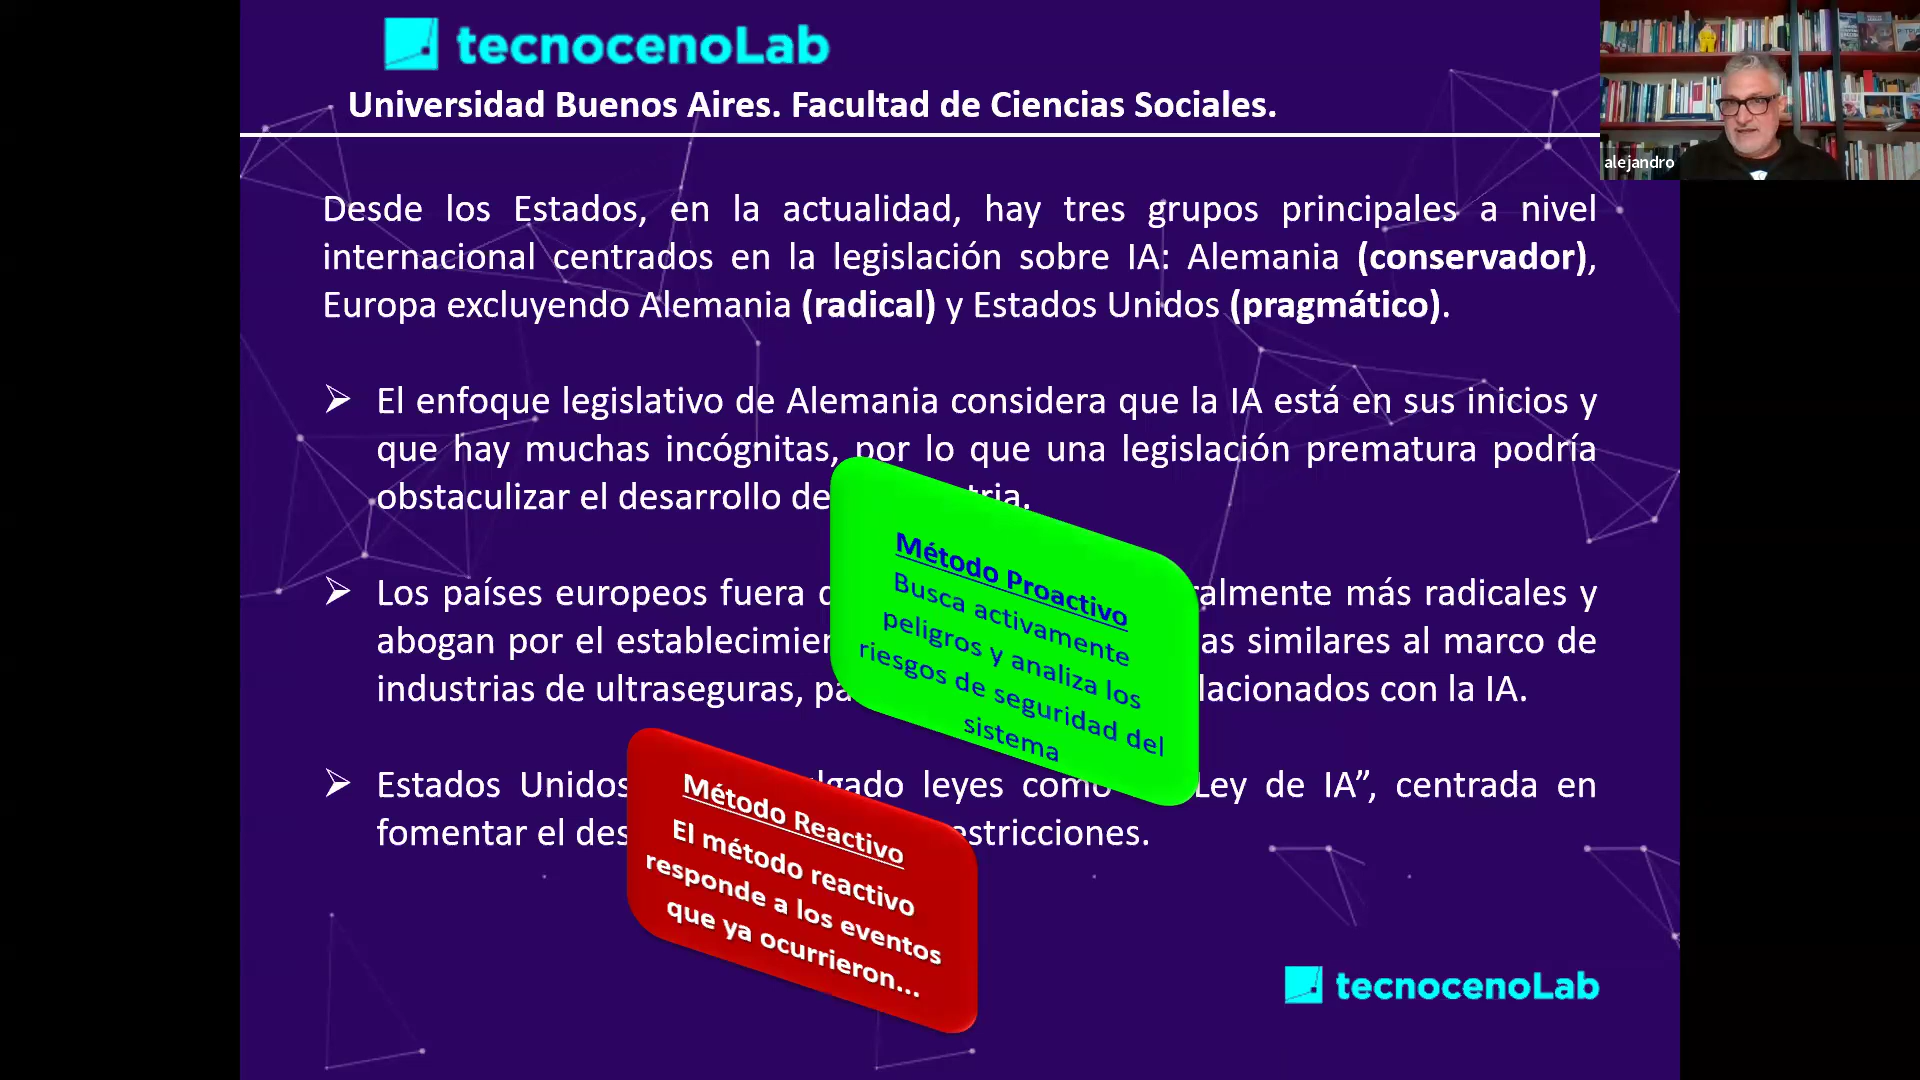 tecnocenoLab
Universidad Buenos Aires. Facultad de Ciencias Sociales.
alejandro
Desde los Estados, en la actualidad, hay tres grupos principales a nivel
internacional centrados en la legislación sobre IA: Alemania (conservador),
Europa excluyendo Alemania (radical) y Estados Unidos (pragmático).
➢ El enfoque legislativo de Alemania considera que la IA está en sus inicios y
que hay muchas incógnitas, por lo que una legislación prematura podría
obstaculizar el desarrollo de
Los países europeos fuera más radicales y
abogan por el similares al marco de
industrias de ultraseguras, con la IA.
Estados Unidos leyes como Ley de IA”, centrada en
fomentar el
Método Proactivo
Busca activamente
peligros y analiza los
riesgos de seguridad del
sistema
Método Reactivo
El método reactivo
responde a los eventos
que ya ocurrieron...
tecnocenoLab